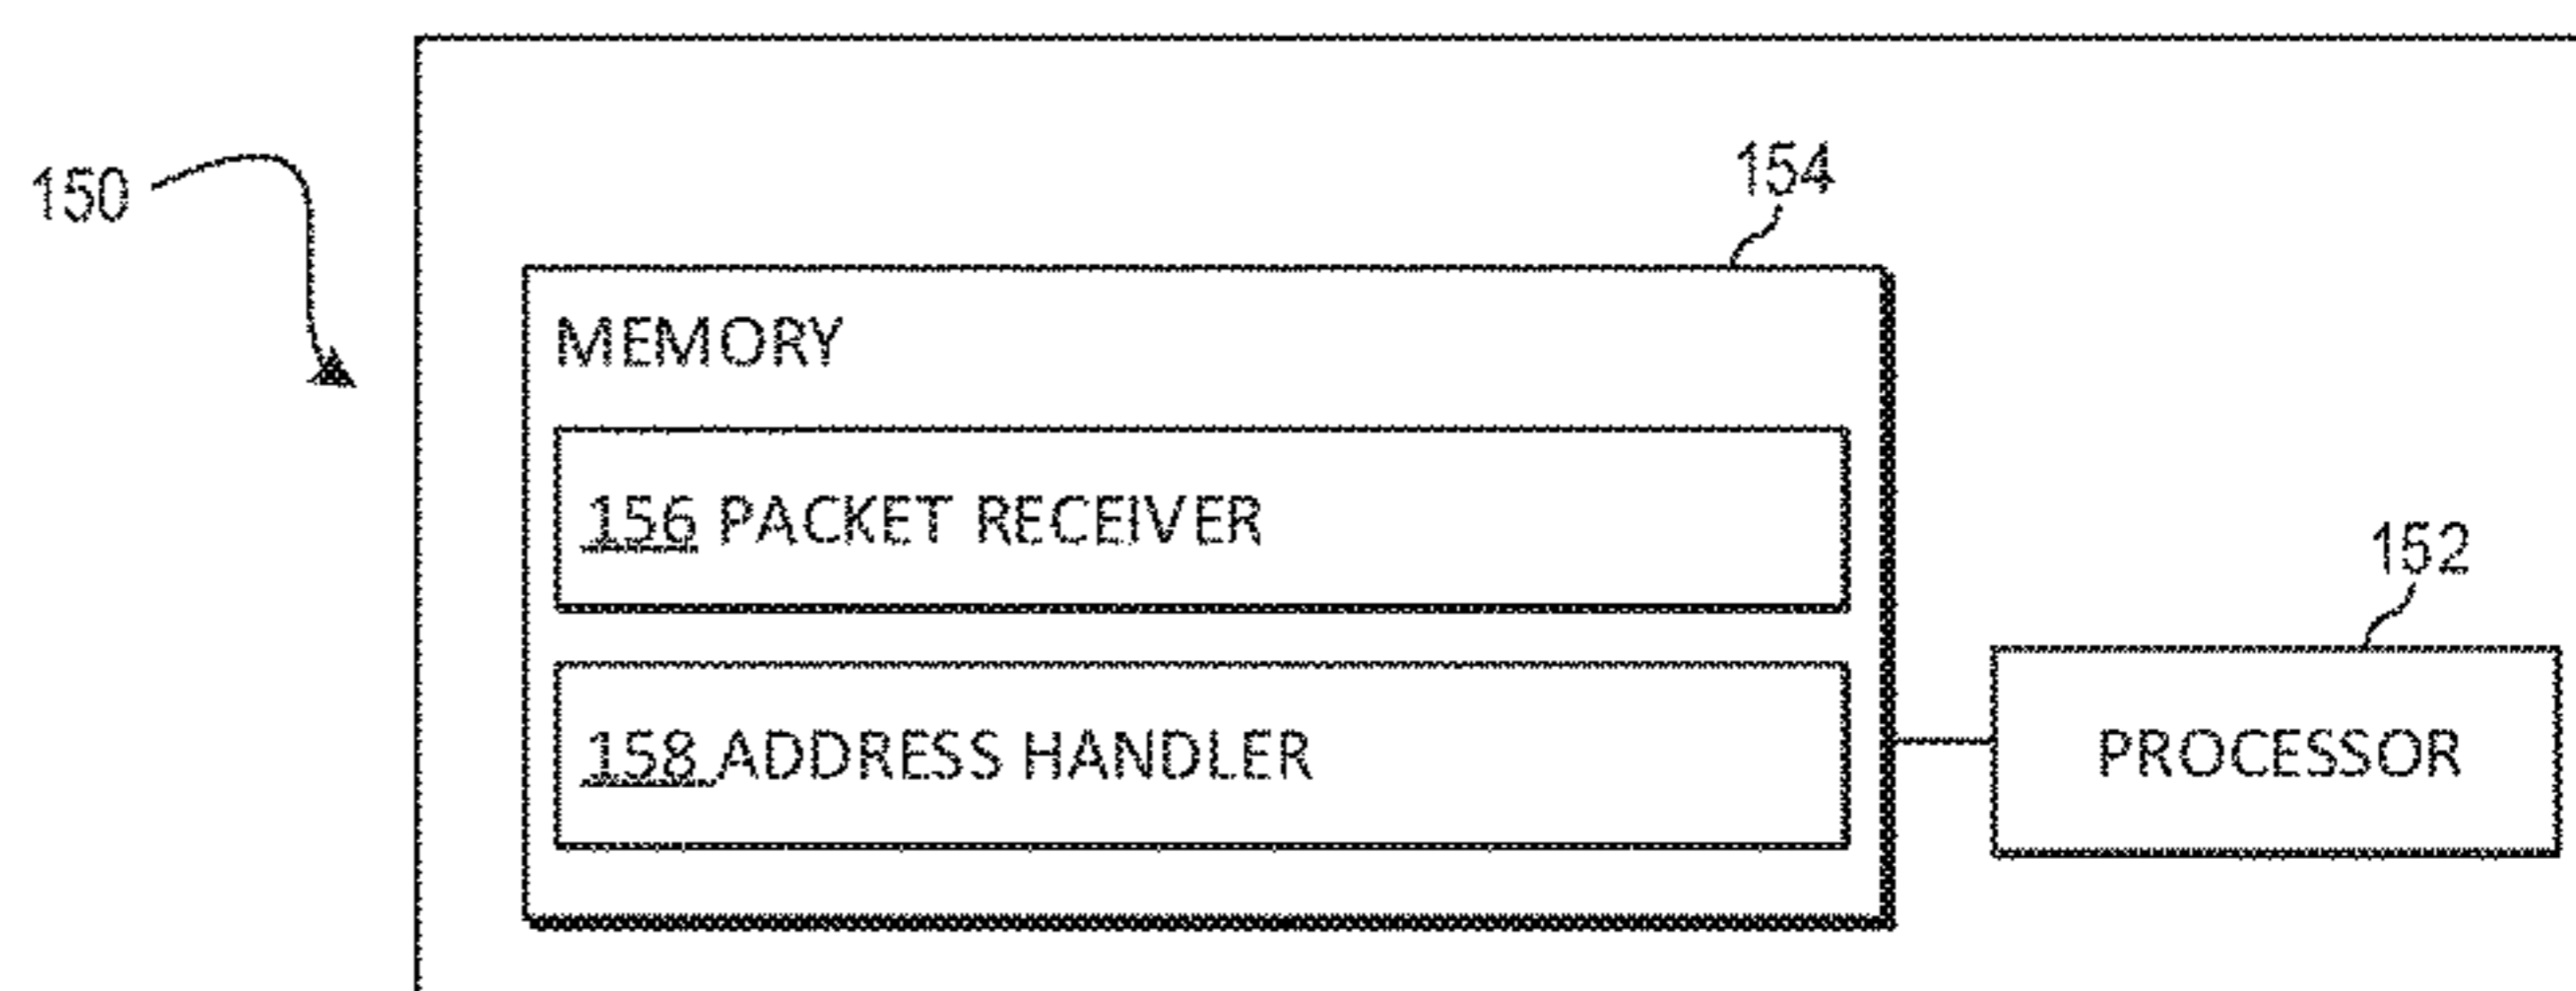 154
150
MEMORY
156 PACKET RECEIVER
152
158 ADDRESS HANDLER
PROCESSOR